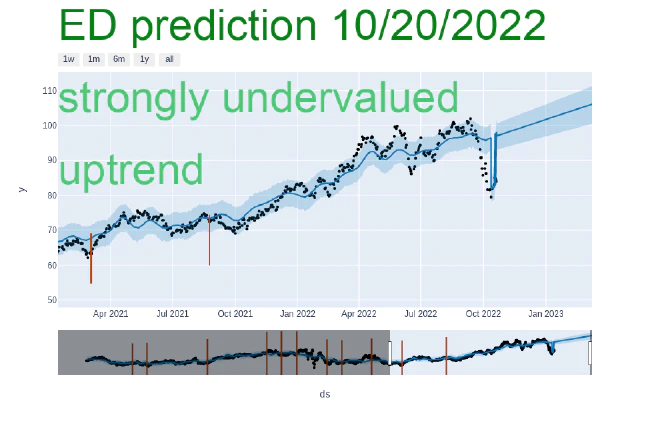 ED prediction 10/20/2022
1w 1m 6m 1y all
strongly undervalued
uptrend
110
100
90
80
70
60
50
y
Apr 2021 Jul 2021 Oct 2021 Jan 2022 Apr 2022 Jul 2022 Oct 2022 Jan 2023
ds